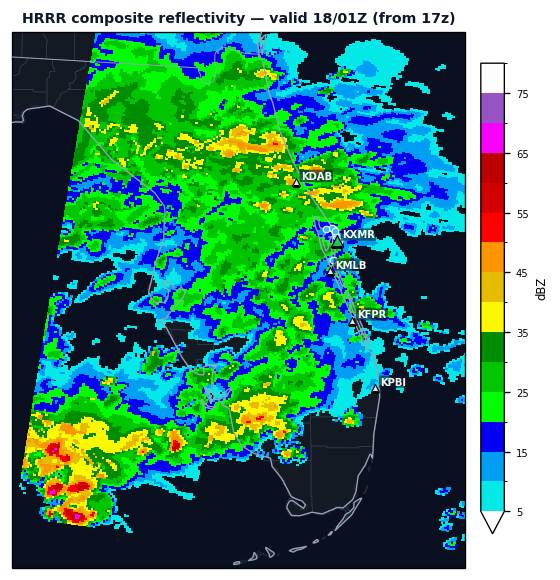 HRRR composite reflectivity — valid 18/01Z (from 17z)
KDAB
KXMR
KMLB
KFPR
KPBI
75
65
55
45
35
25
15
5
dBZ